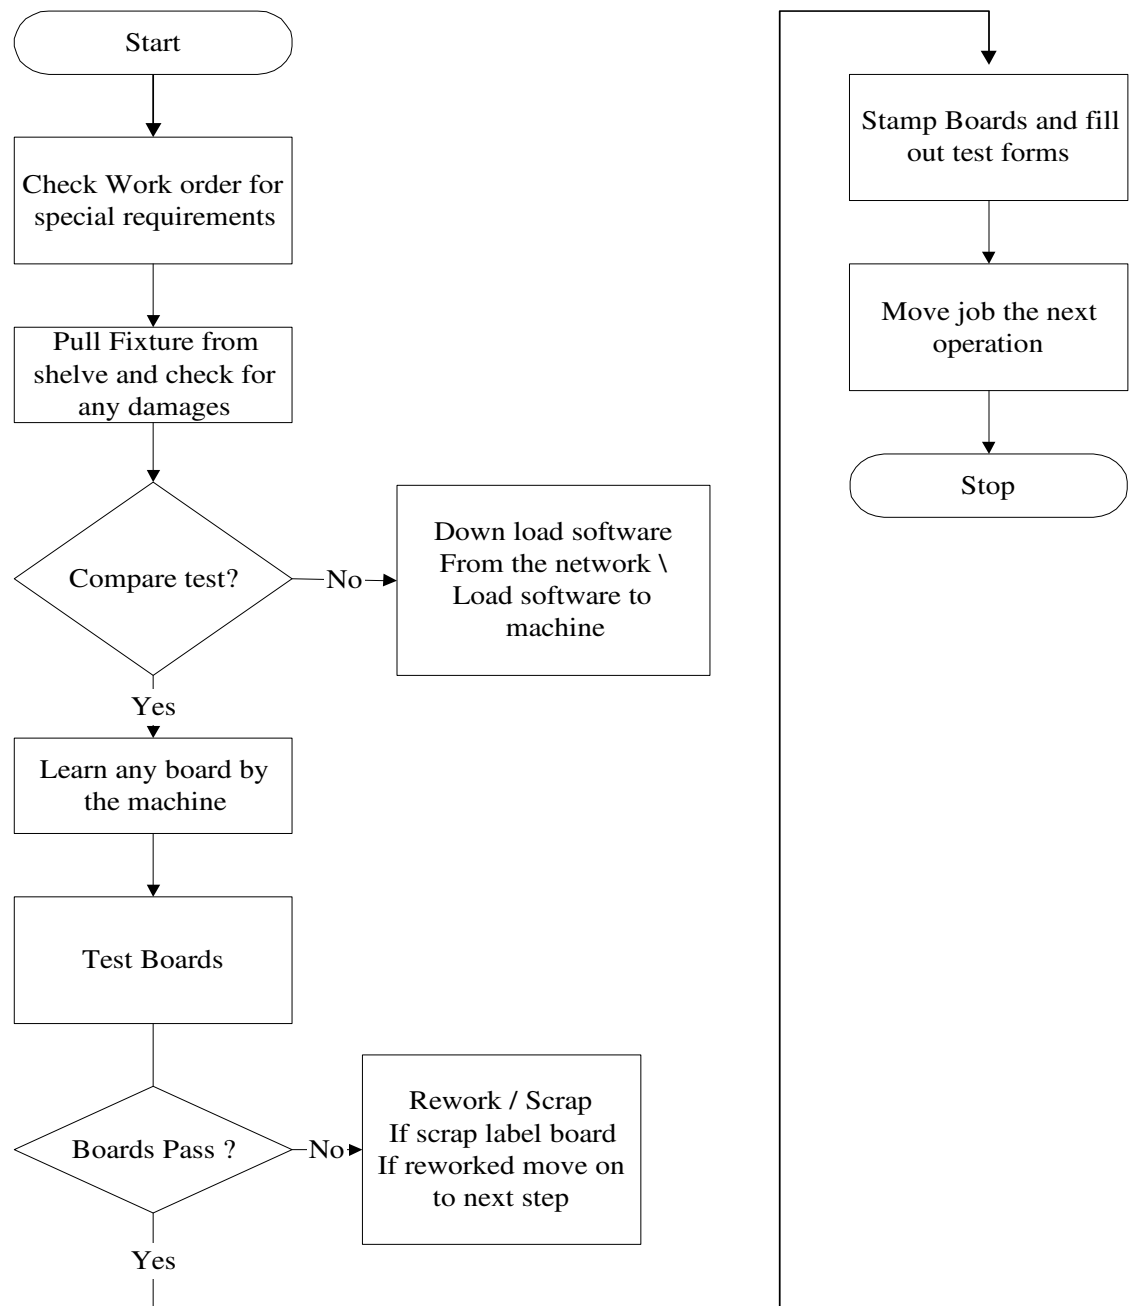 Start
Check Work order for
special requirements
Pull Fixture from
shelve and check for
any damages
Compare test?
No
Down load software
From the network \
Load software to
machine
Yes
Learn any board by
the machine
Test Boards
Boards Pass ?
No
Rework / Scrap
If scrap label board
If reworked move on
to next step
Yes
Stamp Boards and fill
out test forms
Move job the next
operation
Stop